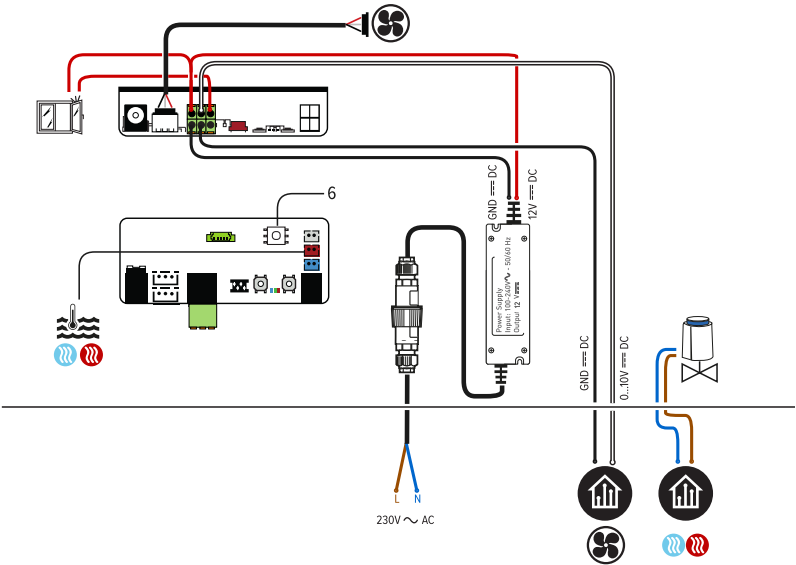 6
GND ⎓ DC
12V ⎓ DC
Power Supply
Input: 100-240V∿ - 50/60 Hz
Output 12 V⎓
GND ⎓ DC
0...10V ⎓ DC
L N
230V ∿ AC